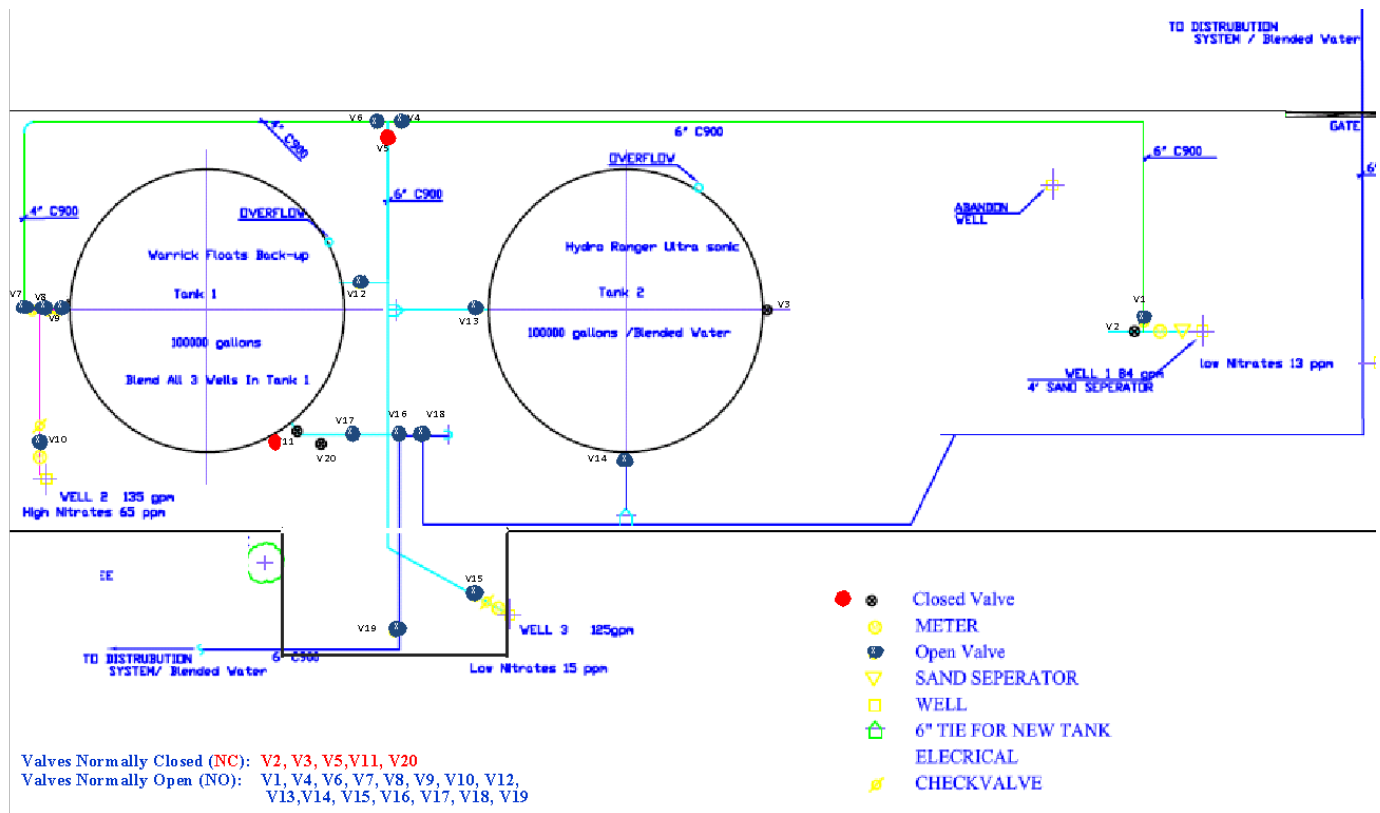 TO DISTRUBUTION
SYSTEM / Blended Water
GATE
V6
V4
V5
4" C900
6" C900
6" C900
OVERFLOW
4" C900
OVERFLOW
6" C900
ABANDON
WELL
6"
Warrick Floats Back-up
Hydro Ranger Ultra sonic
Tank 1
Tank 2
V12
V13
V3
V7
V8
V9
V1
V2
100000 gallons
100000 gallons /Blended Water
Blend All 3 Wells In Tank 1
WELL 1 84 gpm
4' SAND SEPERATOR
low Nitrates 13 ppm
V17
V16
V18
V10
V11
V20
V14
WELL 2 135 gpm
High Nitrates 65 ppm
EE
V15
V19
WELL 3 125gpm
Low Nitrates 15 ppm
TO DISTRUBUTION
SYSTEM/ Blended Water
6" C900
Closed Valve
METER
Open Valve
SAND SEPERATOR
WELL
6" TIE FOR NEW TANK
ELECRICAL
CHECKVALVE
Valves Normally Closed (NC): V2, V3, V5,V11, V20
Valves Normally Open (NO): V1, V4, V6, V7, V8, V9, V10, V12,
V13,V14, V15, V16, V17, V18, V19